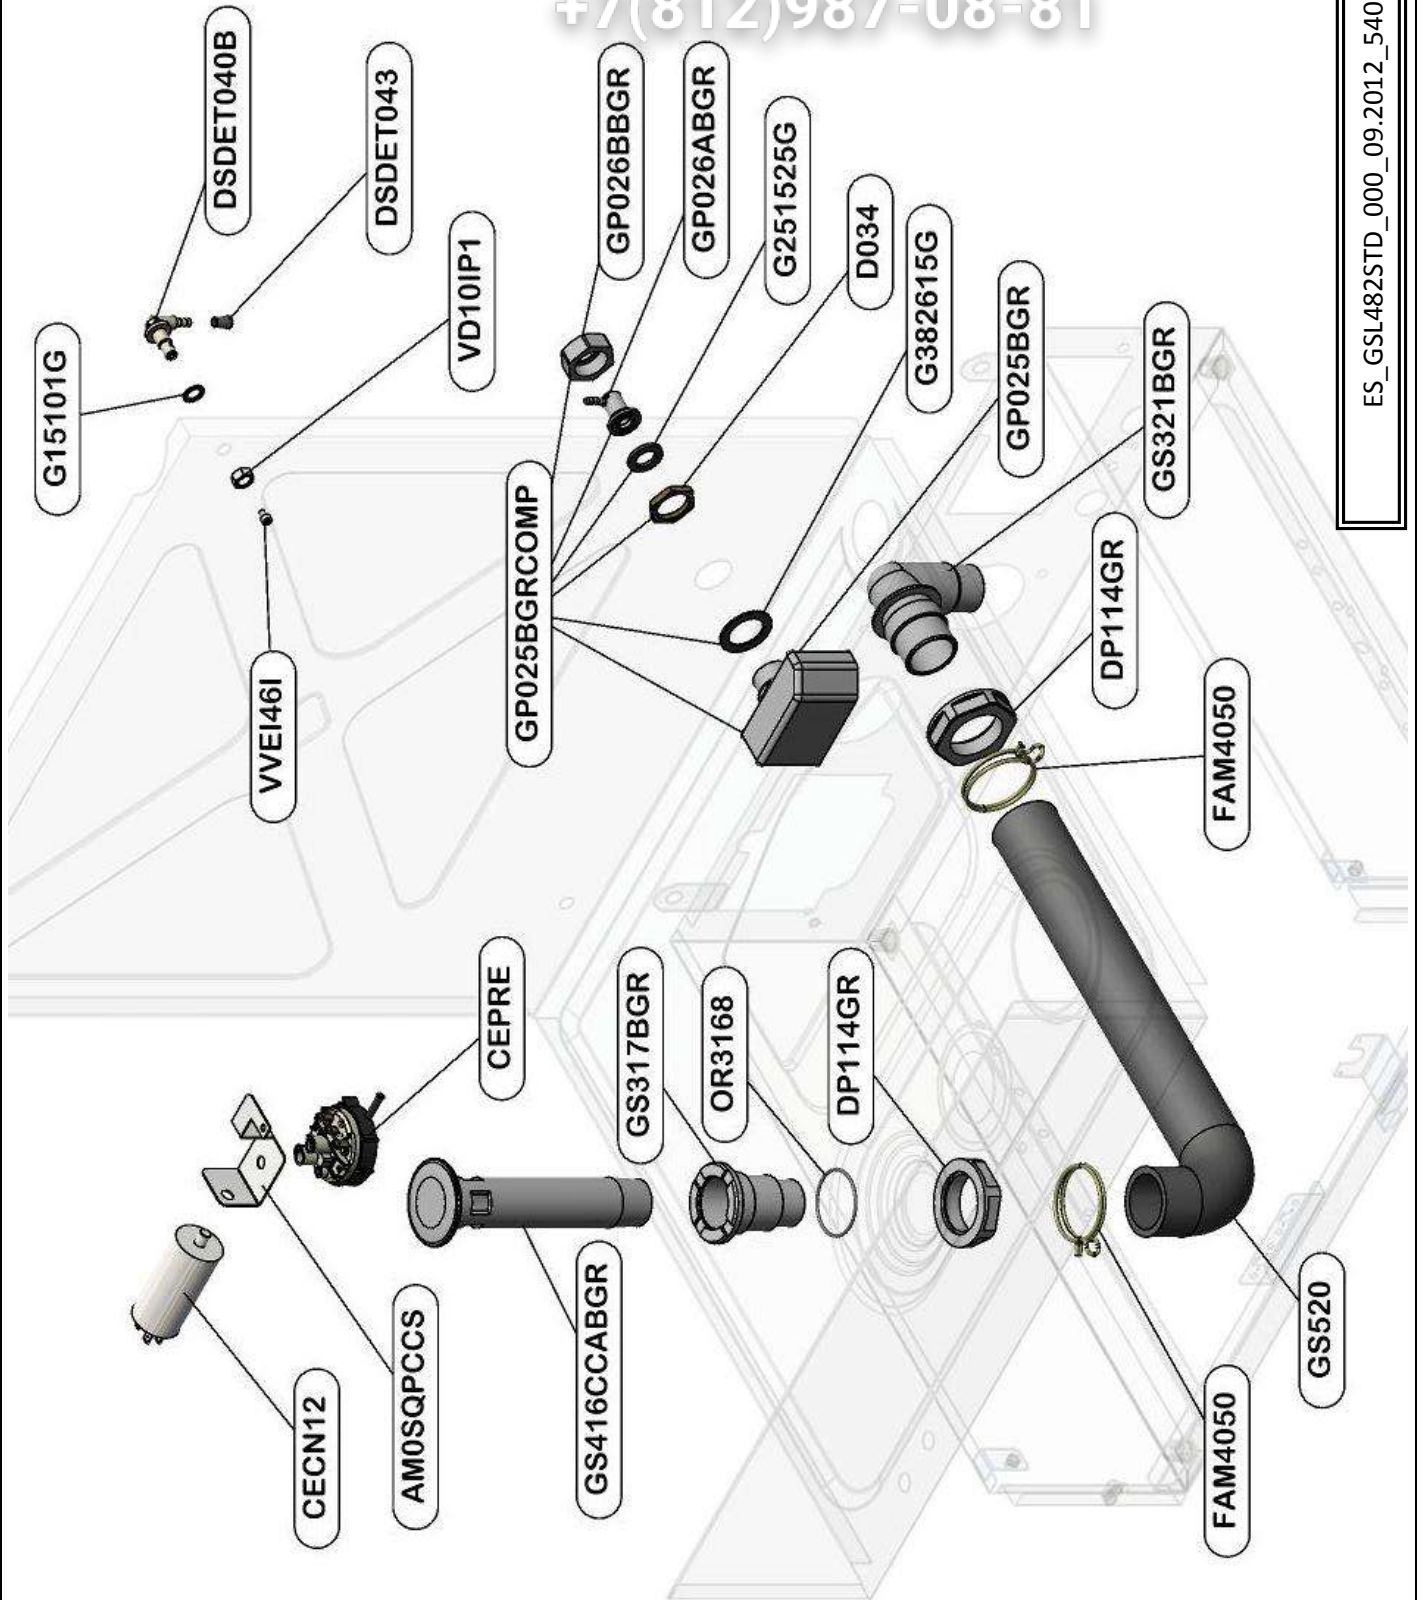 +7(812)987-08-81
ES_GSL482STD_000_09.2012_540
DSDET040B
DSDET043
G15101G
VD10IP1
VVEI46I
GP026BBGR
GP026ABGR
G251525G
D034
G382615G
GP025BGR
GS321BGR
GP025BGRCOMP
DP114GR
FAM4050
CEPRE
GS317BGR
OR3168
DP114GR
CECN12
AM0SQPCCS
GS416CCABGR
FAM4050
GS520